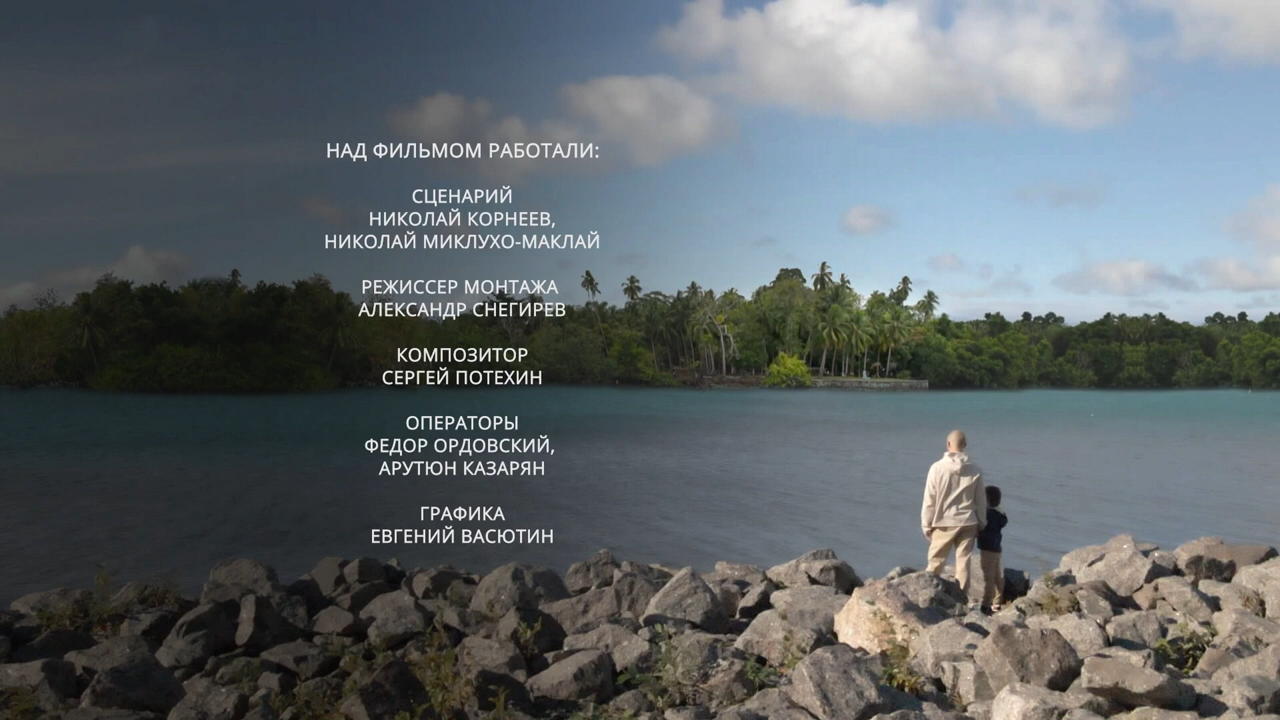 НАД ФИЛЬМОМ РАБОТАЛИ:
СЦЕНАРИЙ
НИКОЛАЙ КОРНЕЕВ,
НИКОЛАЙ МИКЛУХО-МАКЛАЙ
РЕЖИССЕР МОНТАЖА
АЛЕКСАНДР СНЕГИРЕВ
КОМПОЗИТОР
СЕРГЕЙ ПОТЕХИН
ОПЕРАТОРЫ
ФЕДОР ОРДОВСКИЙ,
АРУТЮН КАЗАРЯН
ГРАФИКА
ЕВГЕНИЙ ВАСЮТИН